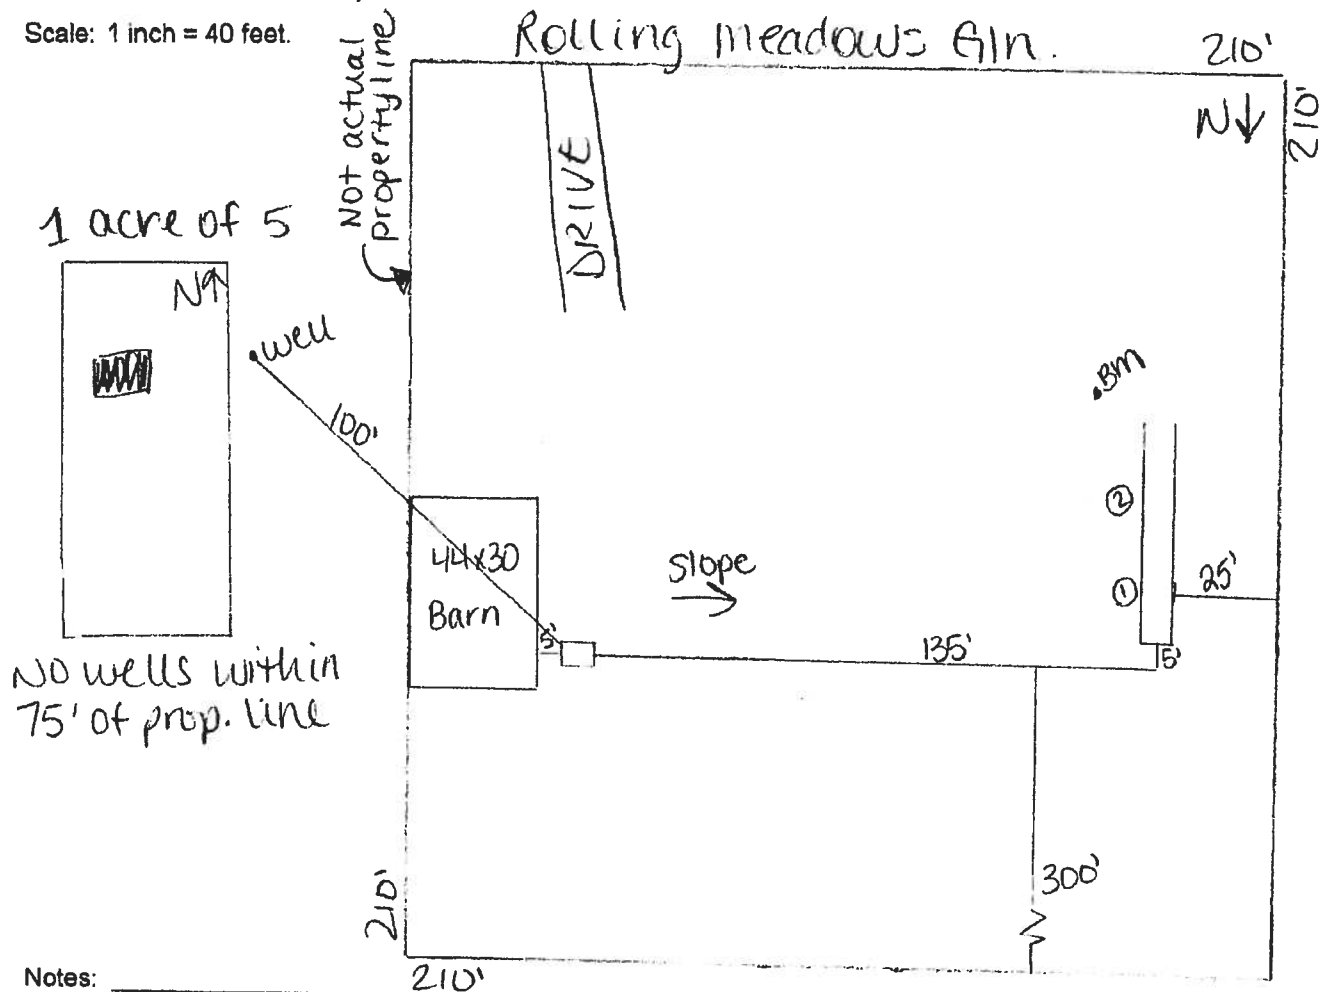 Scale: 1 inch = 40 feet.
Rolling Meadows Gln.
210'
N
210'
Not actual
property line
DRIVE
1 acre of 5
N
well
100'
BM
2
44x30
Barn
Slope
1
25'
5'
135'
5'
No wells within
75' of prop. line
300'
210'
210'
Notes: